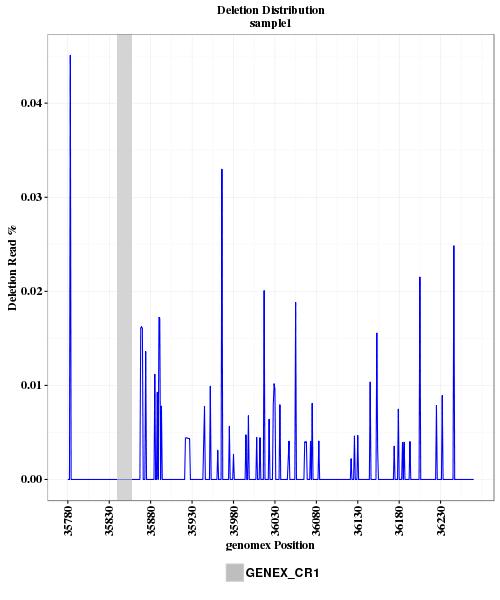 Deletion Distribution
sample1
Deletion Read %
0.04
0.03
0.02
0.01
0.00
35780 35830 35880 35930 35980 36030 36080 36130 36180 36230
genomex Position
GENEX_CR1